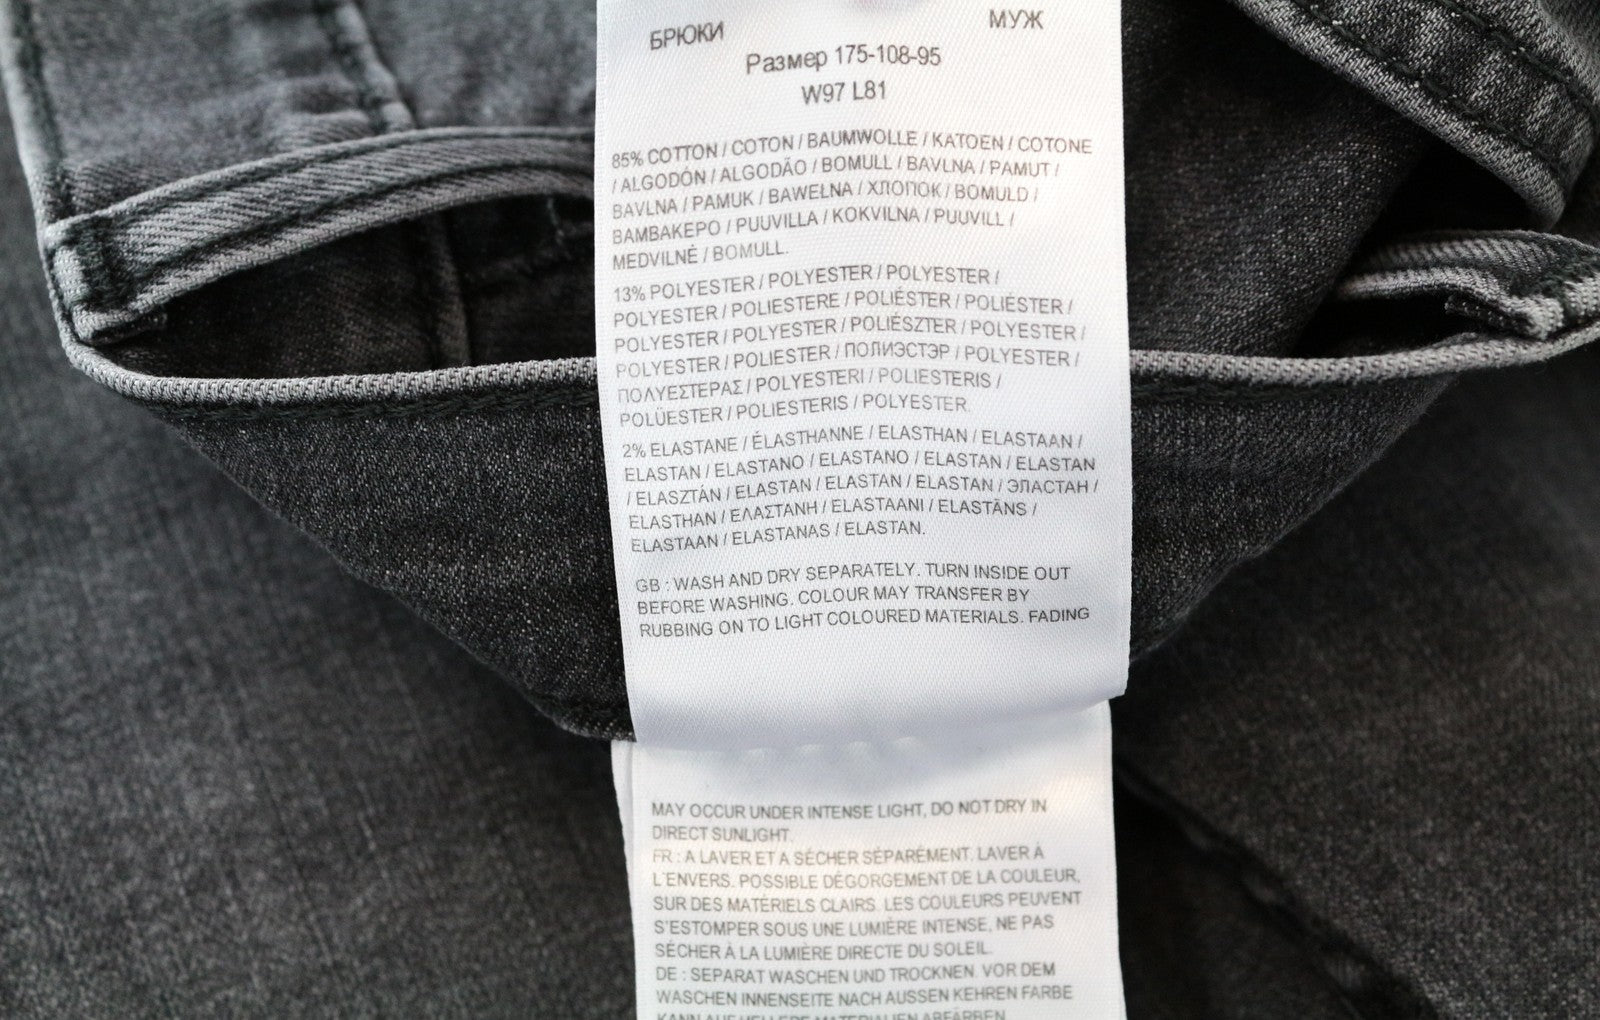 БРЮКИ МУЖ
Размер 175-108-95
W97 L81
85% COTTON / COTON / BAUMWOLLE / KATOEN / COTONE
/ ALGODÓN / ALGODÃO / BOMULL / BAVLNA / PAMUT /
BAVLNA / PAMUK / BAWEŁNA / ХЛОПОК / BOMULD /
BAMBAKEPO / PUUVILLA / KOKVILNA / PUUVILL /
MEDVILNĖ / BOMULL.
13% POLYESTER / POLYESTER / POLYESTER /
POLYESTER / POLIESTERE / POLIÉSTER / POLIÉSTER /
POLYESTER / POLYESTER / POLIÉSZTER / POLYESTER /
POLYESTER / POLIESTER / ПОЛИЭСТЭР / POLYESTER /
ΠΟΛΥΕΣΤΕΡΑΣ / POLYESTERI / POLIESTERIS /
POLÜESTER / POLIESTERIS / POLYESTER.
2% ELASTANE / ÉLASTHANNE / ELASTHAN / ELASTAAN /
ELASTAN / ELASTANO / ELASTANO / ELASTAN / ELASTAN
/ ELASZTÁN / ELASTAN / ELASTAN / ELASTAN / ЭЛАСТАН /
ELASTHAN / ΕΛΑΣΤΑΝΗ / ELASTAANI / ELASTĀNS /
ELASTAAN / ELASTANAS / ELASTAN.
GB : WASH AND DRY SEPARATELY. TURN INSIDE OUT
BEFORE WASHING. COLOUR MAY TRANSFER BY
RUBBING ON TO LIGHT COLOURED MATERIALS. FADING
MAY OCCUR UNDER INTENSE LIGHT, DO NOT DRY IN
DIRECT SUNLIGHT.
FR : A LAVER ET A SÉCHER SÉPARÉMENT. LAVER À
L'ENVERS. POSSIBLE DÉGORGEMENT DE LA COULEUR,
SUR DES MATÉRIELS CLAIRS. LES COULEURS PEUVENT
S'ESTOMPER SOUS UNE LUMIÈRE INTENSE, NE PAS
SÉCHER À LA LUMIÈRE DIRECTE DU SOLEIL.
DE : SEPARAT WASCHEN UND TROCKNEN. VOR DEM
WASCHEN INNENSEITE NACH AUSSEN KEHREN FARBE
KANN AUF HELLERE MATERIALIEN ABFÄRBEN